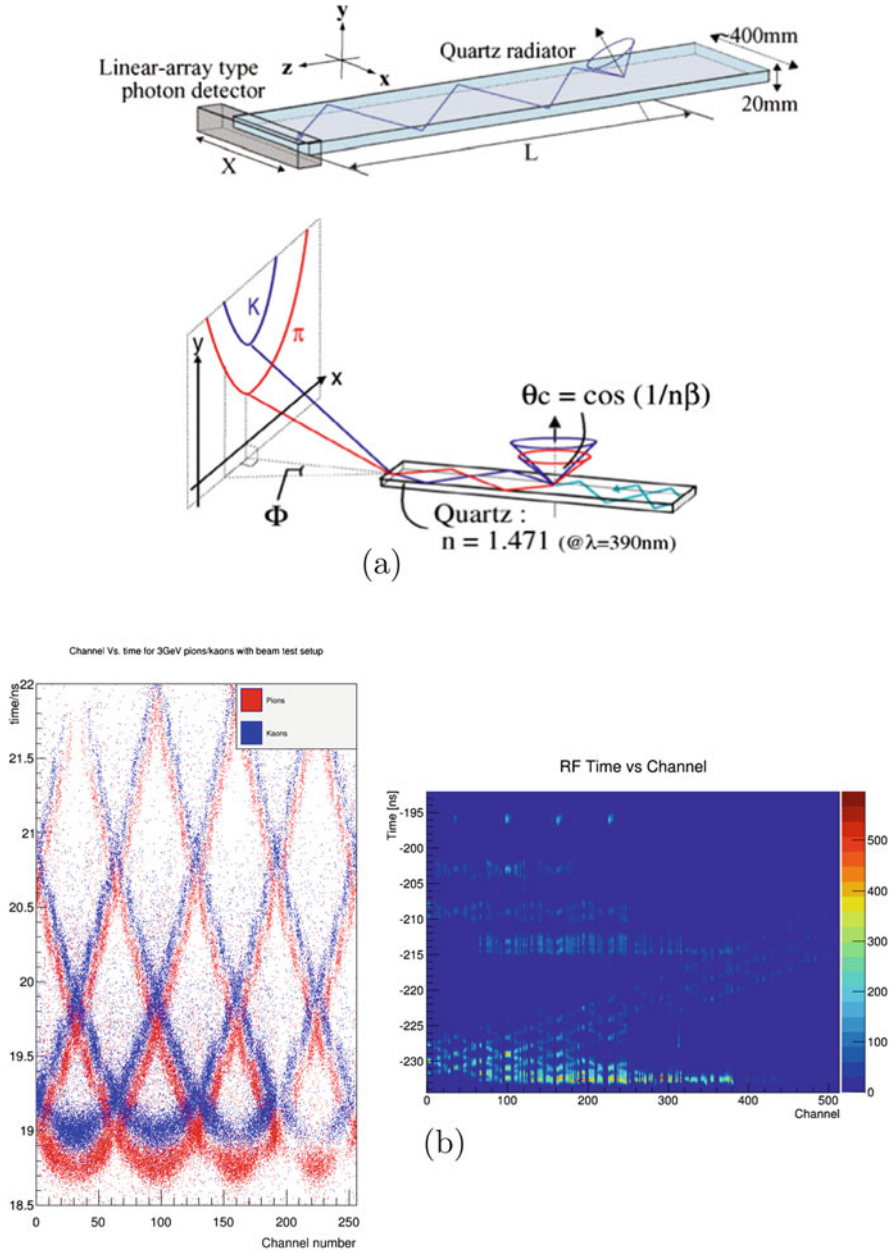 y
z
x
Linear-array type
photon detector
Quartz radiator
~400mm
20mm
X
L
K
π
y
x
Φ
θc = cos (1/nβ)
Quartz :
n = 1.471 (@λ=390nm)
(a)
Channel Vs. time for 3GeV pions/kaons with beam test setup
time/ns
22
21.5
21
20.5
20
19.5
19
18.5
0 50 100 150 200 250
Channel number
Pions
Kaons
RF Time vs Channel
Time [ns]
-195
-200
-205
-210
-215
-220
-225
-230
0 100 200 300 400 500
Channel
500
400
300
200
100
0
(b)